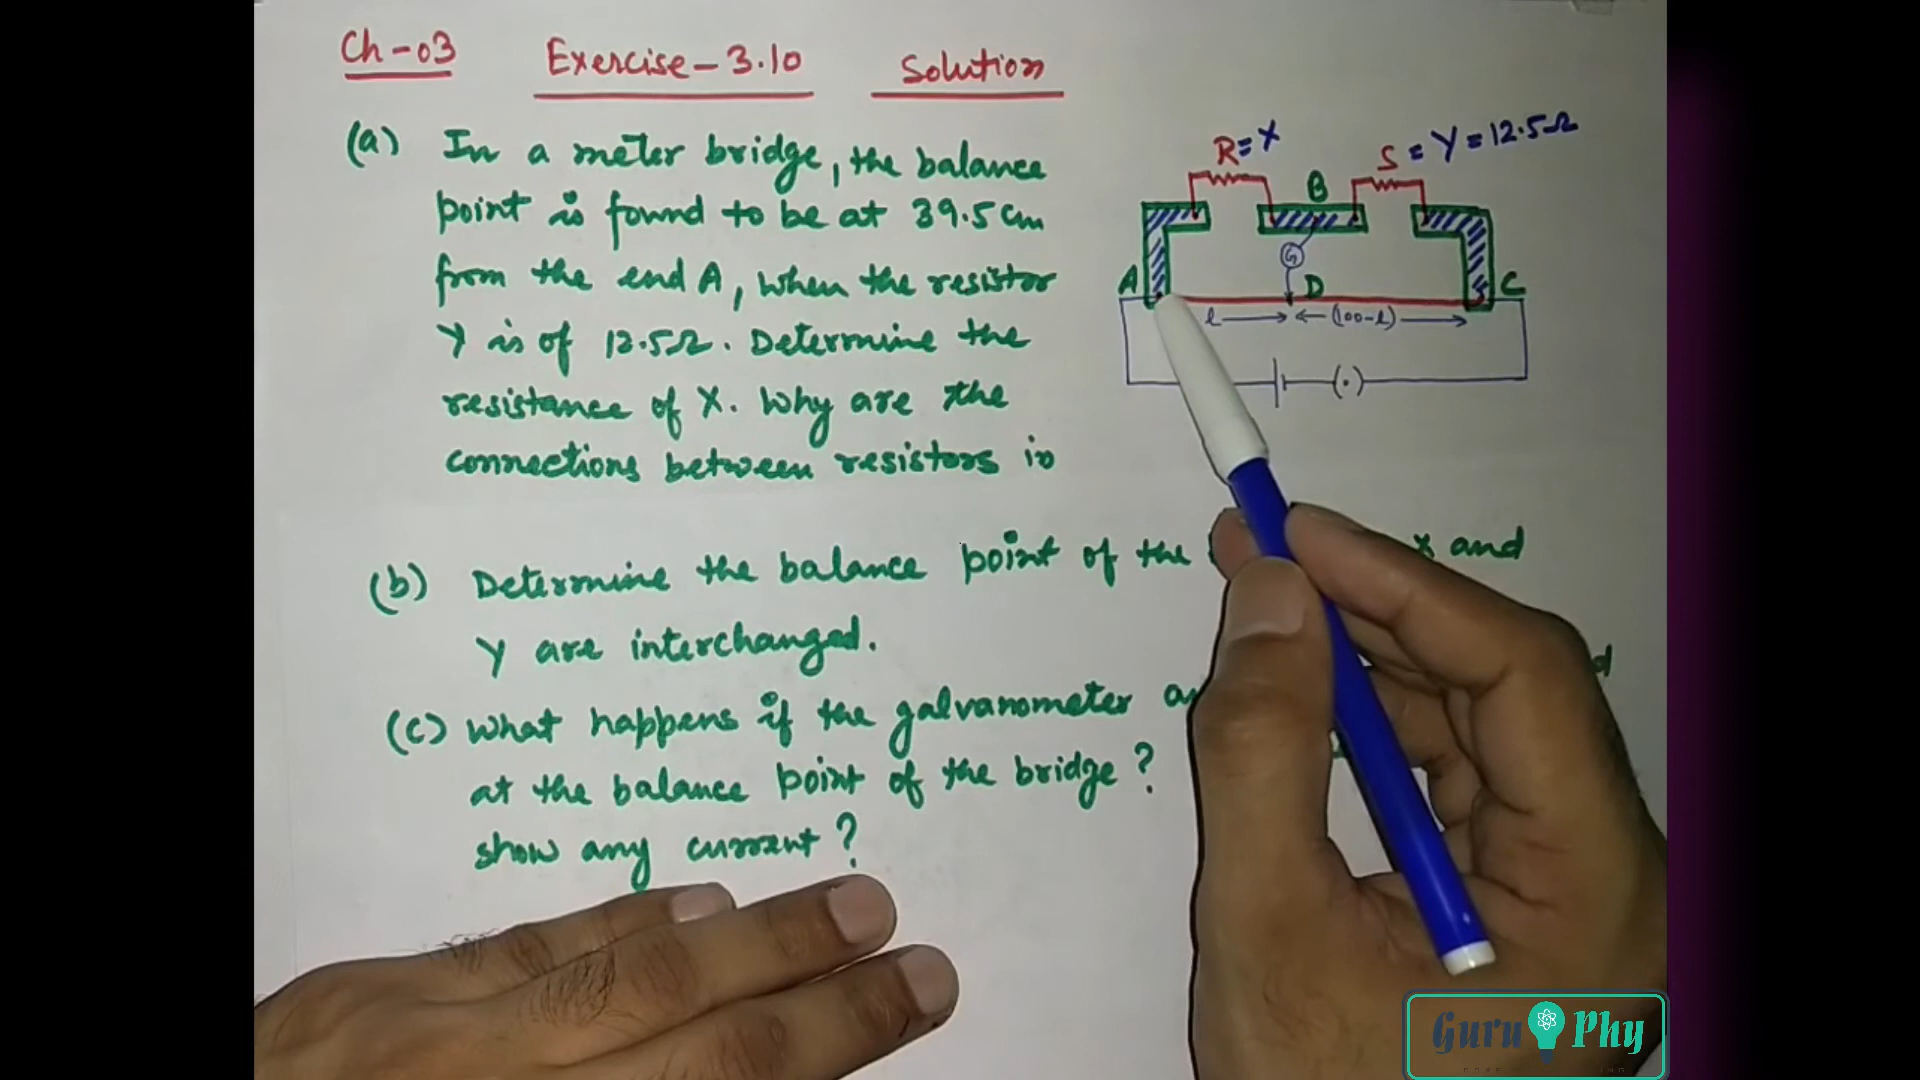 Ch-03 Exercise-3.10 Solution
(a) In a meter bridge, the balance
point is found to be at 39.5 cm
from the end A, when the resistor
Y is of 12.5Ω. Determine the
resistance of X. Why are the
connections between resistors in
R=X
S = Y = 12.5Ω
B
G
A
D
C
l
(100-l)
(b) Determine the balance point of the X and
Y are interchanged.
(c) What happens if the galvanometer
at the balance point of the bridge?
show any current?
Guru Phy